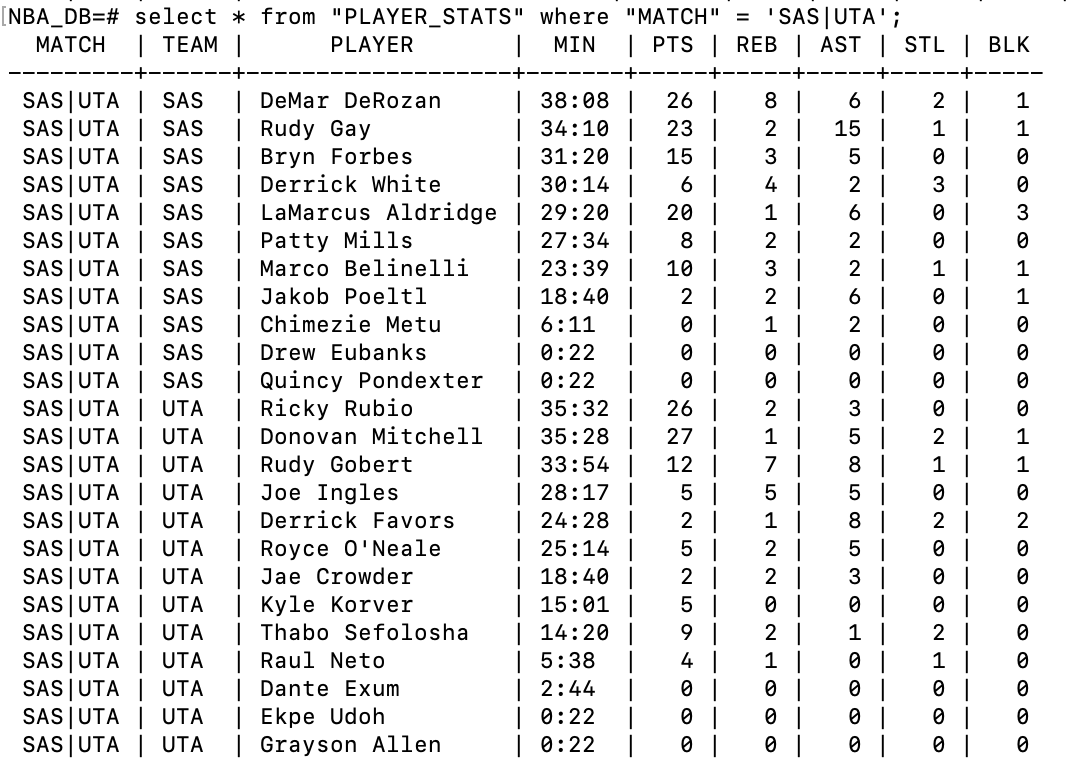 [NBA_DB=# select * from "PLAYER_STATS" where "MATCH" = 'SAS|UTA';
MATCH | TEAM | PLAYER | MIN | PTS | REB | AST | STL | BLK
---------+------+-------------------+-------+-----+-----+-----+-----+-----
SAS|UTA | SAS | DeMar DeRozan | 38:08 | 26 | 8 | 6 | 2 | 1
SAS|UTA | SAS | Rudy Gay | 34:10 | 23 | 2 | 15 | 1 | 1
SAS|UTA | SAS | Bryn Forbes | 31:20 | 15 | 3 | 5 | 0 | 0
SAS|UTA | SAS | Derrick White | 30:14 | 6 | 4 | 2 | 3 | 0
SAS|UTA | SAS | LaMarcus Aldridge | 29:20 | 20 | 1 | 6 | 0 | 3
SAS|UTA | SAS | Patty Mills | 27:34 | 8 | 2 | 2 | 0 | 0
SAS|UTA | SAS | Marco Belinelli | 23:39 | 10 | 3 | 2 | 1 | 1
SAS|UTA | SAS | Jakob Poeltl | 18:40 | 2 | 2 | 6 | 0 | 1
SAS|UTA | SAS | Chimezie Metu | 6:11 | 0 | 1 | 2 | 0 | 0
SAS|UTA | SAS | Drew Eubanks | 0:22 | 0 | 0 | 0 | 0 | 0
SAS|UTA | SAS | Quincy Pondexter | 0:22 | 0 | 0 | 0 | 0 | 0
SAS|UTA | UTA | Ricky Rubio | 35:32 | 26 | 2 | 3 | 0 | 0
SAS|UTA | UTA | Donovan Mitchell | 35:28 | 27 | 1 | 5 | 2 | 1
SAS|UTA | UTA | Rudy Gobert | 33:54 | 12 | 7 | 8 | 1 | 1
SAS|UTA | UTA | Joe Ingles | 28:17 | 5 | 5 | 5 | 0 | 0
SAS|UTA | UTA | Derrick Favors | 24:28 | 2 | 1 | 8 | 2 | 2
SAS|UTA | UTA | Royce O'Neale | 25:14 | 5 | 2 | 5 | 0 | 0
SAS|UTA | UTA | Jae Crowder | 18:40 | 2 | 2 | 3 | 0 | 0
SAS|UTA | UTA | Kyle Korver | 15:01 | 5 | 0 | 0 | 0 | 0
SAS|UTA | UTA | Thabo Sefolosha | 14:20 | 9 | 2 | 1 | 2 | 0
SAS|UTA | UTA | Raul Neto | 5:38 | 4 | 1 | 0 | 1 | 0
SAS|UTA | UTA | Dante Exum | 2:44 | 0 | 0 | 0 | 0 | 0
SAS|UTA | UTA | Ekpe Udoh | 0:22 | 0 | 0 | 0 | 0 | 0
SAS|UTA | UTA | Grayson Allen | 0:22 | 0 | 0 | 0 | 0 | 0